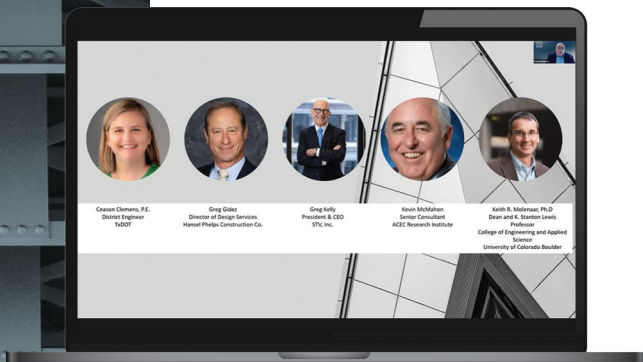 Ceason Clemens, P.E.
District Engineer
TxDOT
Greg Gidez
Director of Design Services
Hansel Phelps Construction Co.
Greg Kelly
President & CEO
STV, Inc.
Kevin McMahon
Senior Consultant
ACEC Research Institute
Keith R. Molenaar, Ph.D
Dean and K. Stanton Lewis
Professor
College of Engineering and Applied
Science
University of Colorado Boulder